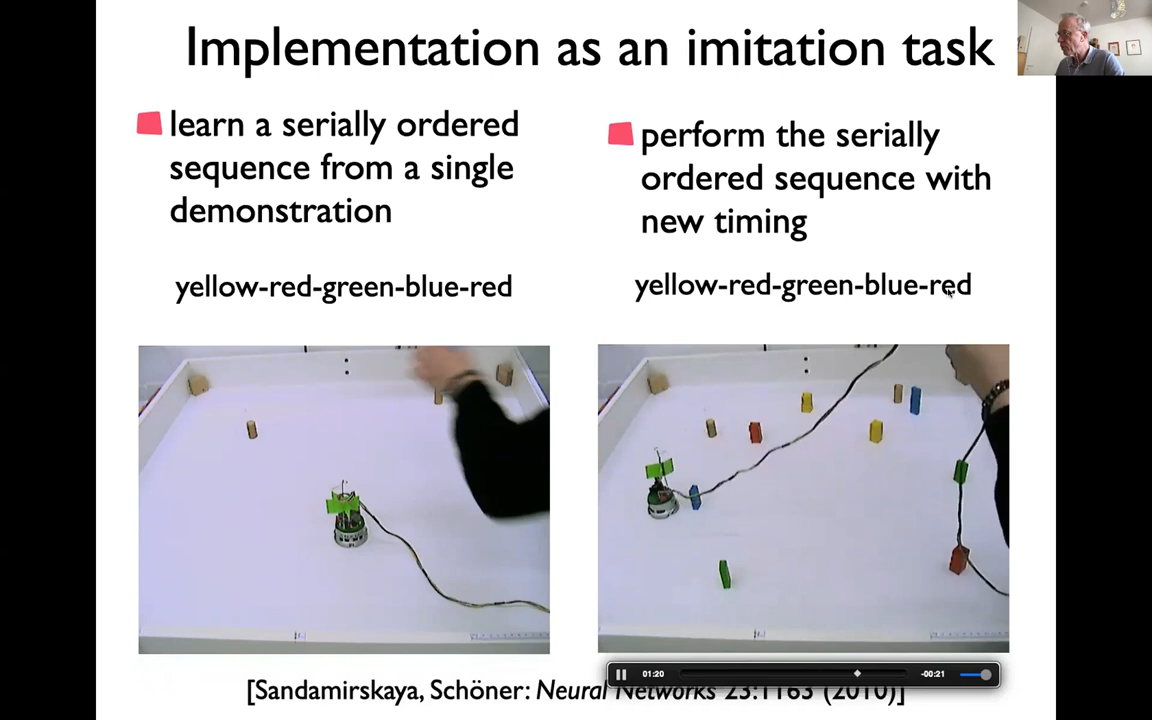 Implementation as an imitation task
learn a serially ordered
sequence from a single
demonstration
yellow-red-green-blue-red
perform the serially
ordered sequence with
new timing
yellow-red-green-blue-red
01:20
-00:21
[Sandamirskaya, Schöner: Neural Networks 23:1163 (2010)]